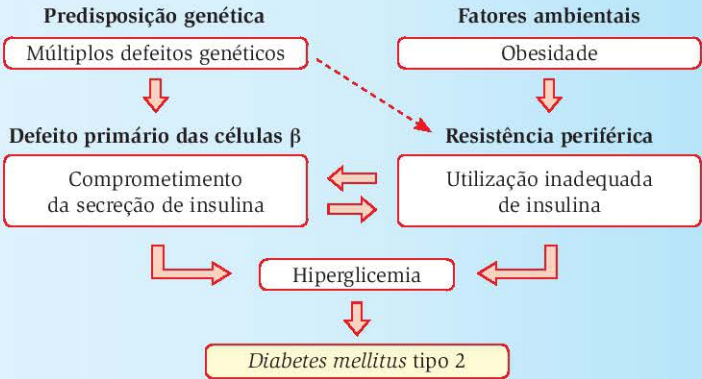 Predisposição genética
Fatores ambientais
Múltiplos defeitos genéticos
Obesidade
Defeito primário das células β
Resistência periférica
Comprometimento
da secreção de insulina
Utilização inadequada
de insulina
Hiperglicemia
Diabetes mellitus tipo 2